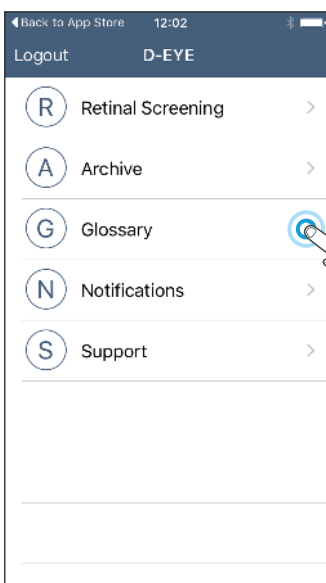 Back to App Store 12:02
Logout D-EYE
R Retinal Screening
A Archive
G Glossary
N Notifications
S Support